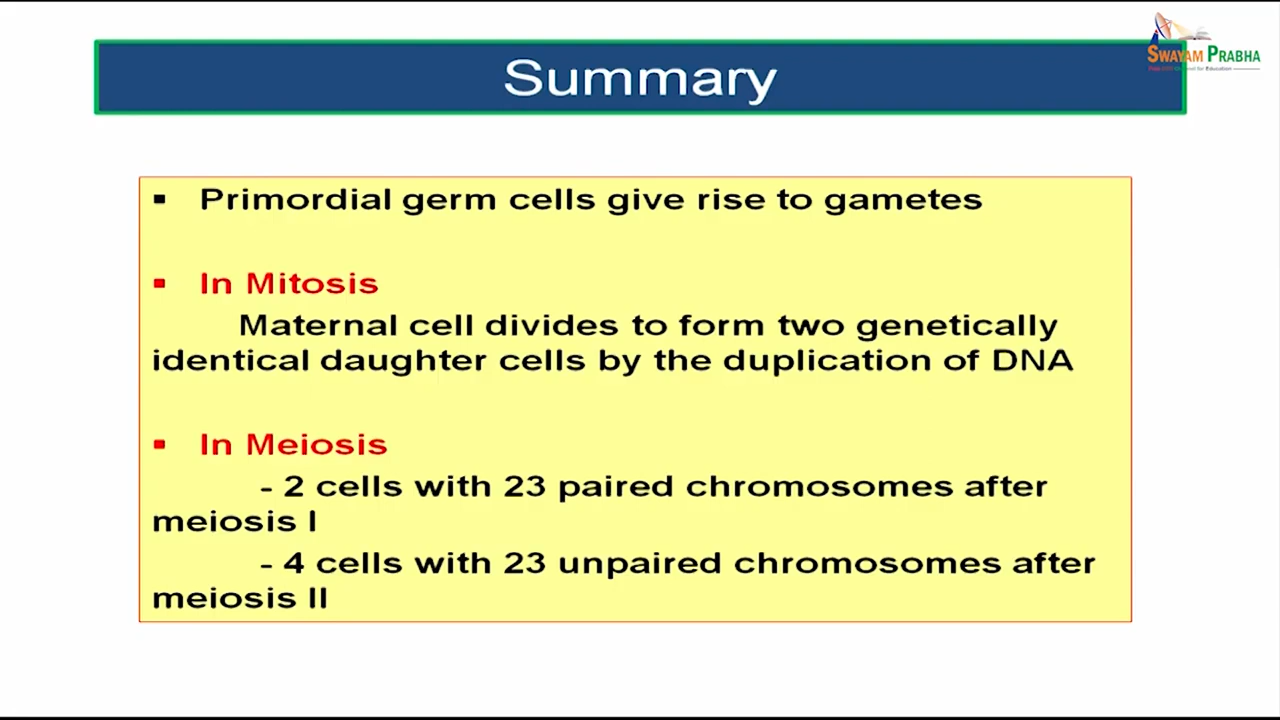 Summary
SWAYAM PRABHA
▪ Primordial germ cells give rise to gametes
▪ In Mitosis
Maternal cell divides to form two genetically
identical daughter cells by the duplication of DNA
▪ In Meiosis
- 2 cells with 23 paired chromosomes after
meiosis I
- 4 cells with 23 unpaired chromosomes after
meiosis II